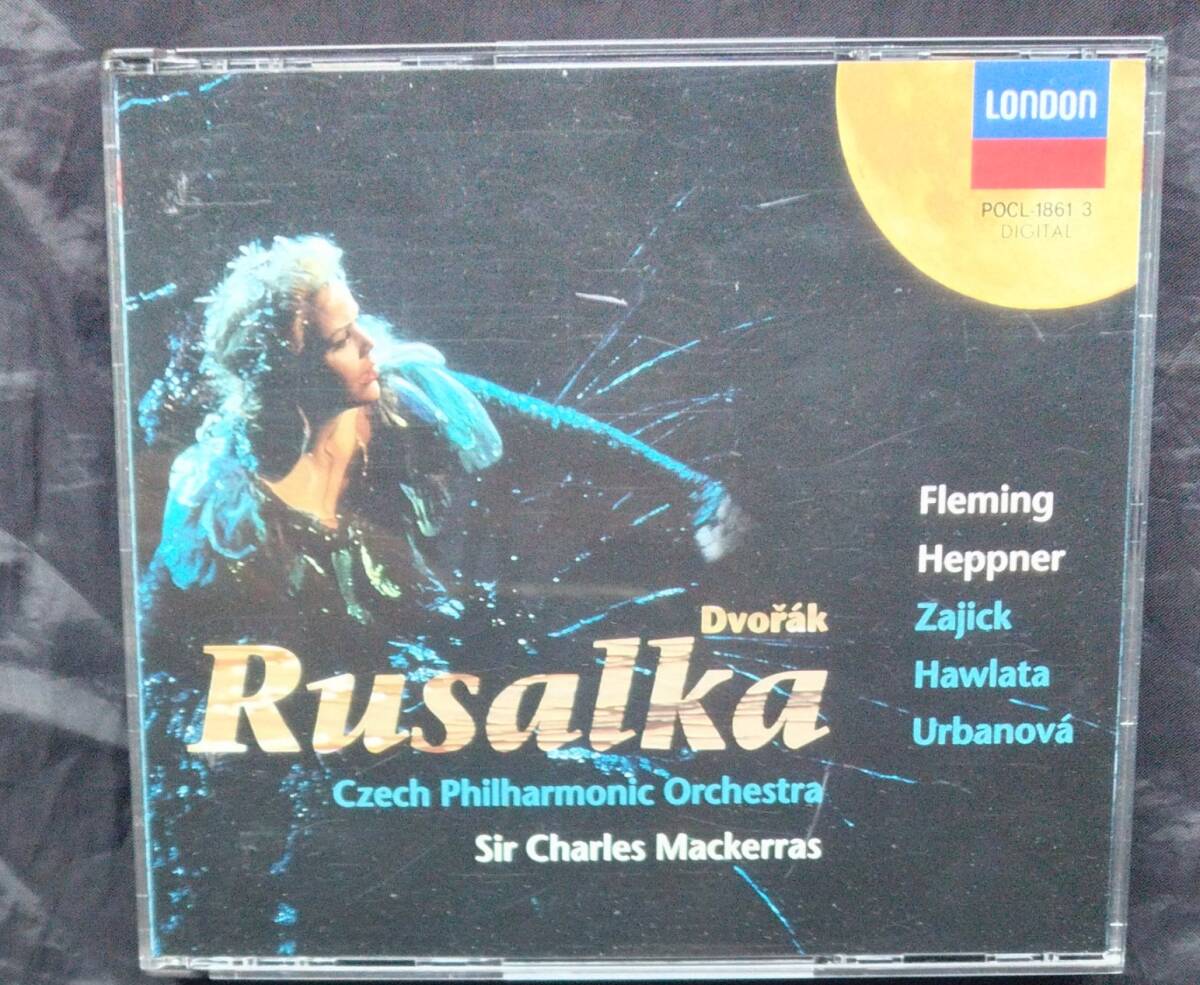 LONDON
POCL-1861 3
DIGITAL
Fleming
Heppner
Zajick
Hawlata
Urbanová
Dvořák
Rusalka
Czech Philharmonic Orchestra
Sir Charles Mackerras